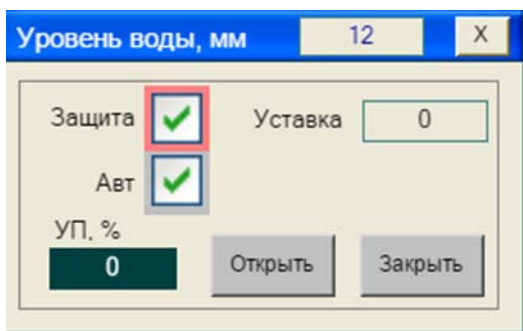 Уровень воды, мм 12 X
Защита Уставка 0
Авт
УП, %
0 Открыть Закрыть